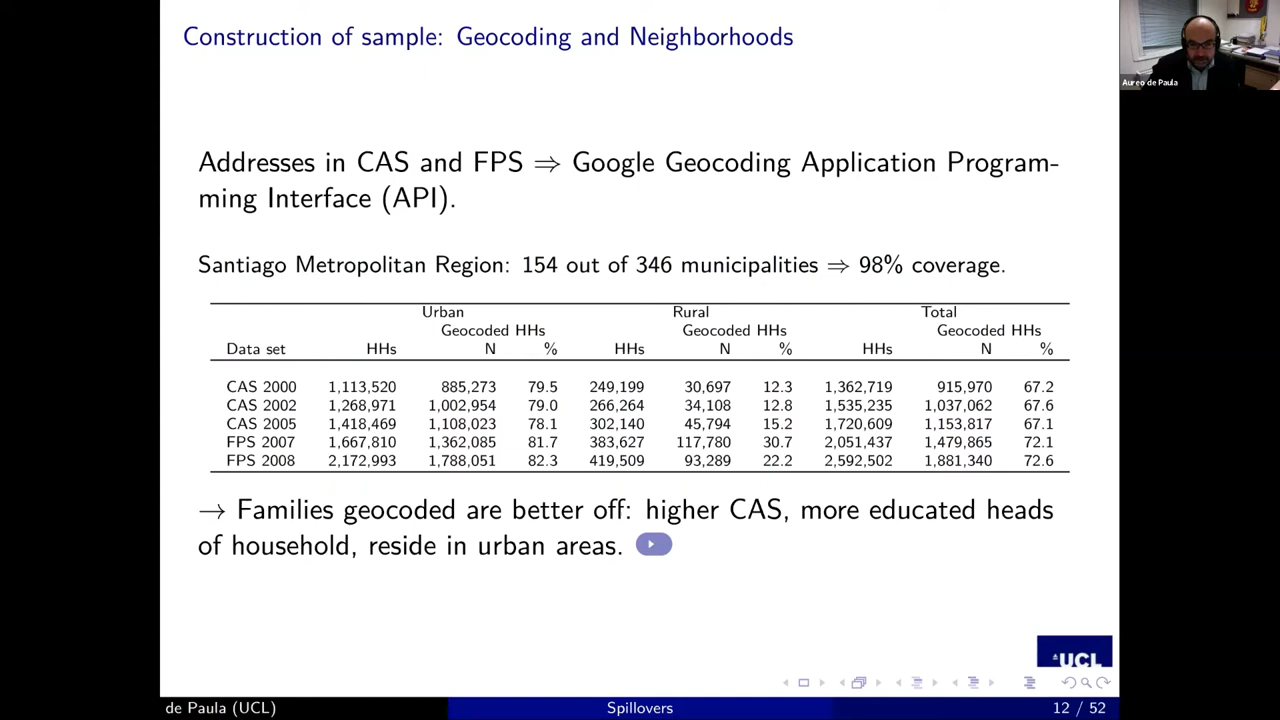 Construction of sample: Geocoding and Neighborhoods
Aureo de Paula
Addresses in CAS and FPS ⇒ Google Geocoding Application Program-
ming Interface (API).
Santiago Metropolitan Region: 154 out of 346 municipalities ⇒ 98% coverage.
Urban Rural Total
Geocoded HHs Geocoded HHs Geocoded HHs
Data set HHs N % HHs N % HHs N %
CAS 2000 1,113,520 885,273 79.5 249,199 30,697 12.3 1,362,719 915,970 67.2
CAS 2002 1,268,971 1,002,954 79.0 266,264 34,108 12.8 1,535,235 1,037,062 67.6
CAS 2005 1,418,469 1,108,023 78.1 302,140 45,794 15.2 1,720,609 1,153,817 67.1
FPS 2007 1,667,810 1,362,085 81.7 383,627 117,780 30.7 2,051,437 1,479,865 72.1
FPS 2008 2,172,993 1,788,051 82.3 419,509 93,289 22.2 2,592,502 1,881,340 72.6
→ Families geocoded are better off: higher CAS, more educated heads
of household, reside in urban areas.
UCL
de Paula (UCL) Spillovers 12 / 52